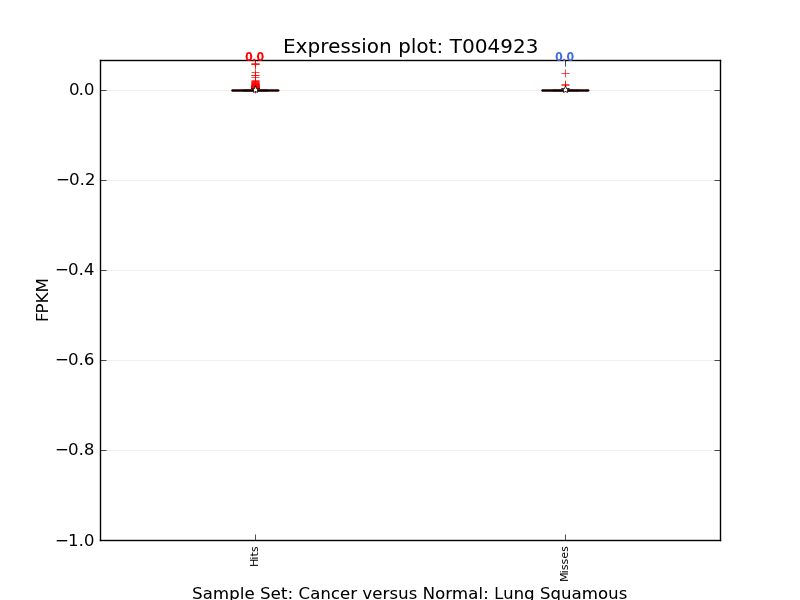 Expression plot: T004923
0.0 0.0
0.0
−0.2
−0.4
−0.6
−0.8
−1.0
FPKM
Hits Misses
Sample Set: Cancer versus Normal: Lung Squamous